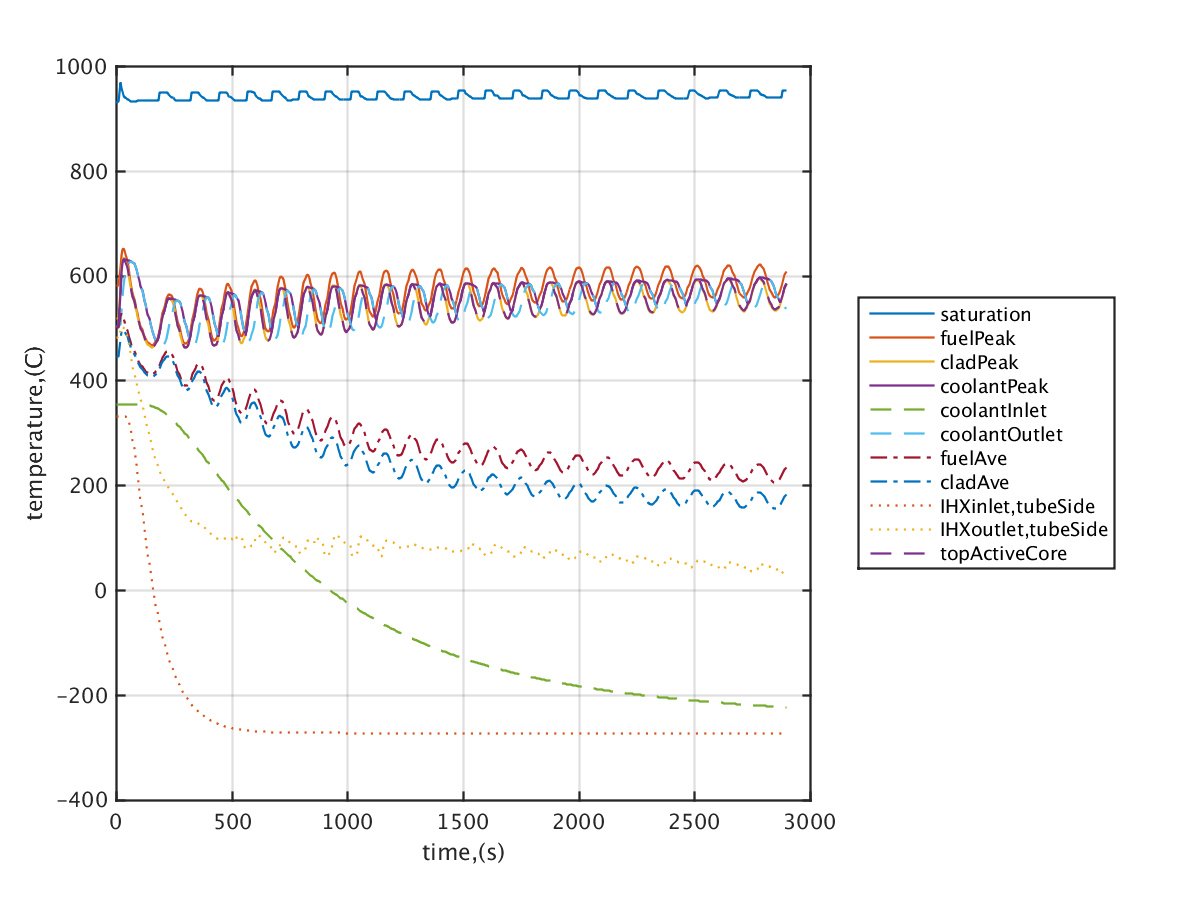 1000
800
600
400
200
0
-200
-400
0 500 1000 1500 2000 2500 3000
temperature,(C)
time,(s)
saturation
fuelPeak
cladPeak
coolantPeak
coolantInlet
coolantOutlet
fuelAve
cladAve
IHXinlet,tubeSide
IHXoutlet,tubeSide
topActiveCore